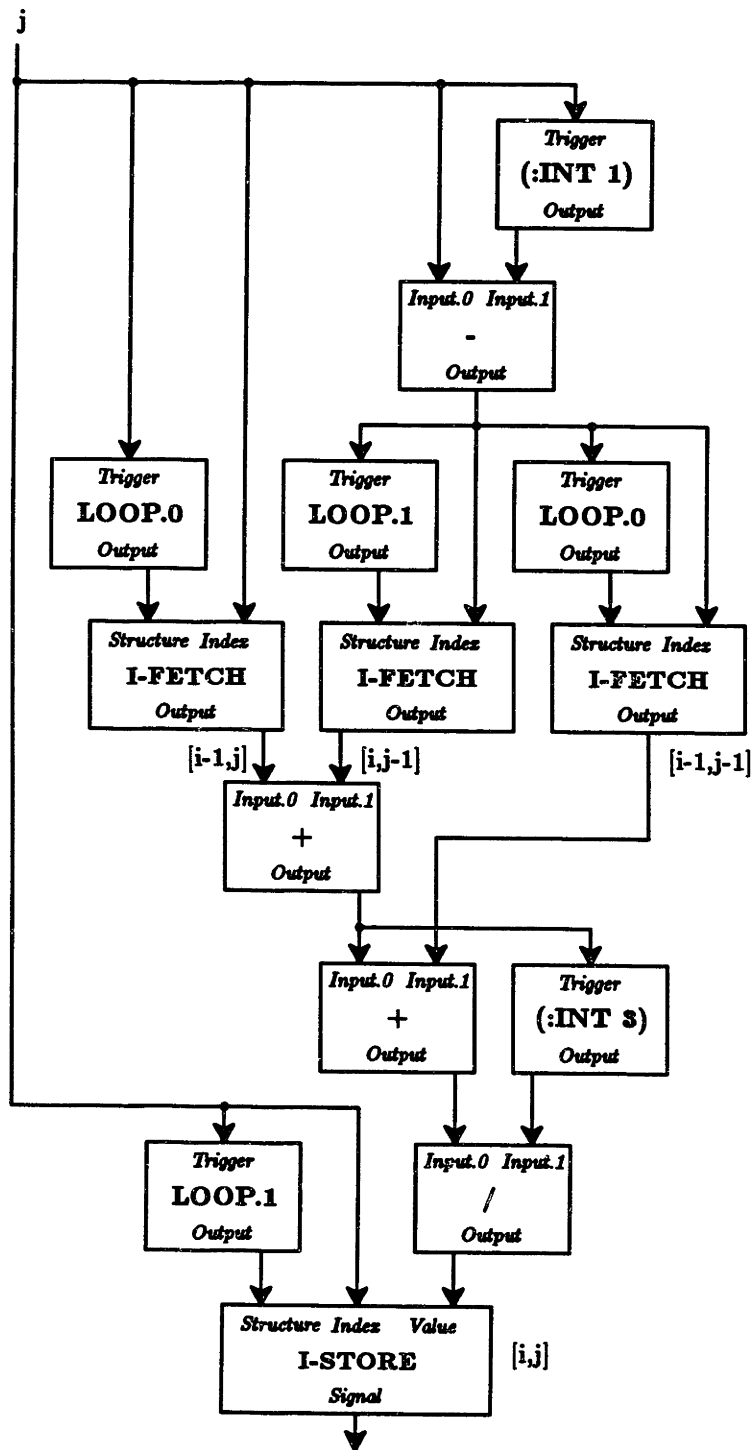 j
Trigger
(:INT 1)
Output
Input.0 Input.1
-
Output
Trigger
LOOP.0
Output
Trigger
LOOP.1
Output
Trigger
LOOP.0
Output
Structure Index
I-FETCH
Output
Structure Index
I-FETCH
Output
Structure Index
I-FETCH
Output
[i-1,j]
[i,j-1]
[i-1,j-1]
Input.0 Input.1
+
Output
Input.0 Input.1
+
Output
Trigger
(:INT 3)
Output
Trigger
LOOP.1
Output
Input.0 Input.1
/
Output
Structure Index Value
I-STORE
Signal
[i,j]